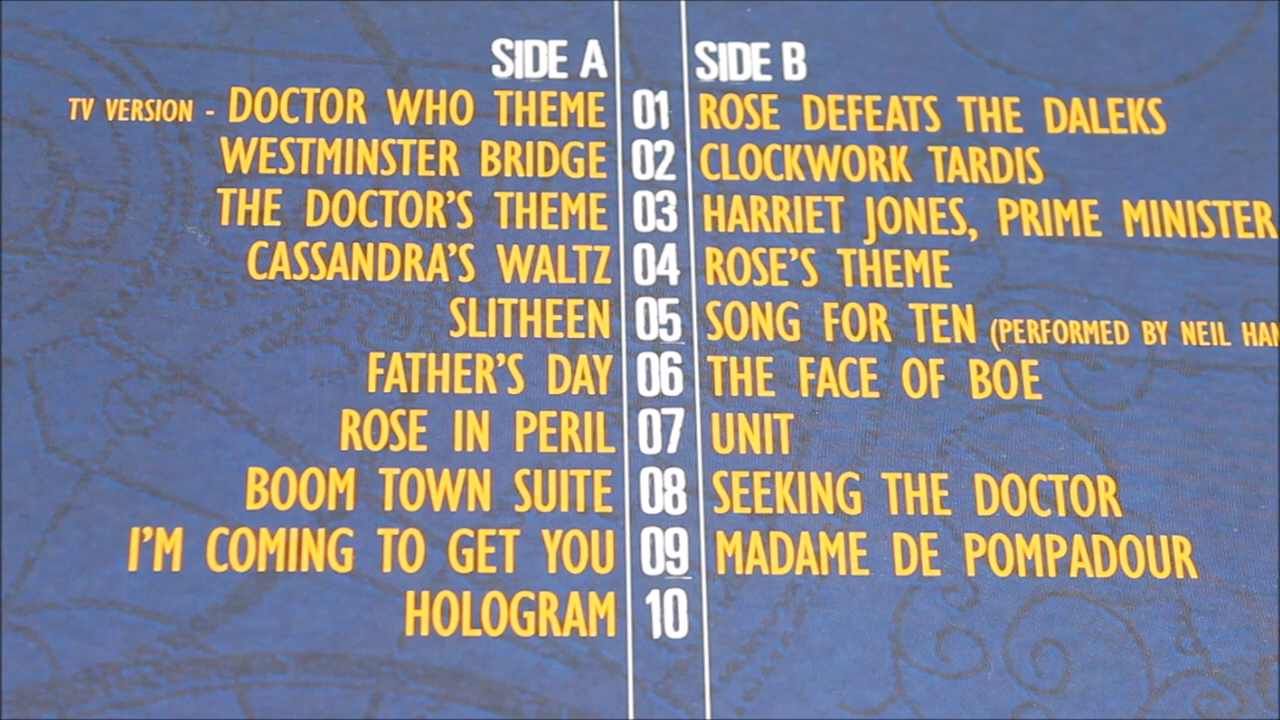 SIDE A SIDE B
TV VERSION - DOCTOR WHO THEME 01 ROSE DEFEATS THE DALEKS
WESTMINSTER BRIDGE 02 CLOCKWORK TARDIS
THE DOCTOR'S THEME 03 HARRIET JONES, PRIME MINISTER
CASSANDRA'S WALTZ 04 ROSE'S THEME
SLITHEEN 05 SONG FOR TEN (PERFORMED BY NEIL
FATHER'S DAY 06 THE FACE OF BOE
ROSE IN PERIL 07 UNIT
BOOM TOWN SUITE 08 SEEKING THE DOCTOR
I'M COMING TO GET YOU 09 MADAME DE POMPADOUR
HOLOGRAM 10